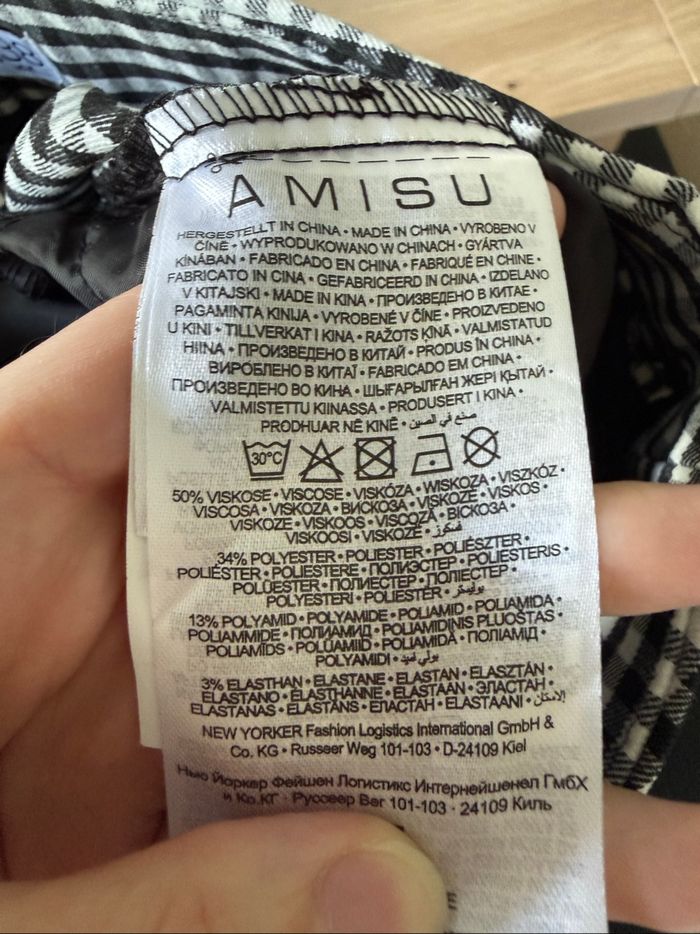 AMISU
HERGESTELLT IN CHINA • MADE IN CHINA • VYROBENO V
ČÍNĚ • WYPRODUKOWANO W CHINACH • GYÁRTVA
KÍNÁBAN • FABRICADO EN CHINA • FABRIQUÉ EN CHINE •
FABRICATO IN CINA • GEFABRICEERD IN CHINA • IZDELANO
V KITAJSKI • MADE IN KINA • ПРОИЗВЕДЕНО В КИТАЕ •
PAGAMINTA KINIJA • VYROBENÉ V ČÍNE • PROIZVEDENO
U KINI • TILLVERKAT I KINA • RAŽOTS ĶĪNĀ • VALMISTATUD
HIINA • ПРОИЗВЕДЕНО В КИТАЙ • PRODUS ÎN CHINA •
ВИРОБЛЕНО В КИТАЇ • FABRICADO EM CHINA •
ПРОИЗВЕДЕНО ВО КИНА • ШЫҒАРЫЛҒАН ЖЕРІ ҚЫТАЙ •
VALMISTETTU KIINASSA • PRODUSERT I KINA •
PRODHUAR NË KINË • صنع في الصين
30°C
50% VISKOSE • VISCOSE • VISKÓZA • WISKOZA • VISZKÓZ •
VISCOSA • VISKOZA • ВИСКОЗА • VISKOZĖ • VISKOS •
VISKOZE • VISKOOS • VISCOZĂ • ВІСКОЗА •
VISKOOSI • VISKOZË • فسكوز
34% POLYESTER • POLIESTER • POLIÉSZTER •
POLIÉSTER • POLIESTERE • ПОЛИЭСТЕР • POLIESTERIS •
POLÜESTER • ПОЛИЕСТЕР • ПОЛІЕСТЕР •
POLYESTERI • POLIESTËR • بوليستر
13% POLYAMID • POLYAMIDE • POLIAMID • POLIAMIDA •
POLIAMMIDE • ПОЛИАМИД • POLIAMIDINIS PLUOŠTAS •
POLIAMĪDS • POLÜAMIID • POLIAMIDĂ • ПОЛІАМІД •
POLYAMIDI • بولي أميد
3% ELASTHAN • ELASTANE • ELASTAN • ELASZTÁN •
ELASTANO • ÉLASTHANNE • ELASTAAN • ЭЛАСТАН •
ELASTANAS • ELASTĀNS • ЕЛАСТАН • ELASTAANI • الإلاستان
NEW YORKER Fashion Logistics International GmbH &
Co. KG • Russeer Weg 101-103 • D-24109 Kiel
Нью Йоркер Фейшен Логистикс Интернейшенел ГмбХ
и Ко.КГ · Руссеер Вег 101-103 · 24109 Киль